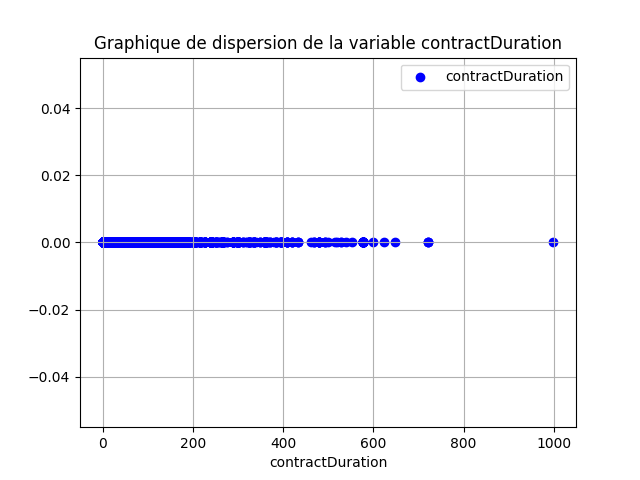 Graphique de dispersion de la variable contractDuration
contractDuration
0.04
0.02
0.00
−0.02
−0.04
0 200 400 600 800 1000
contractDuration